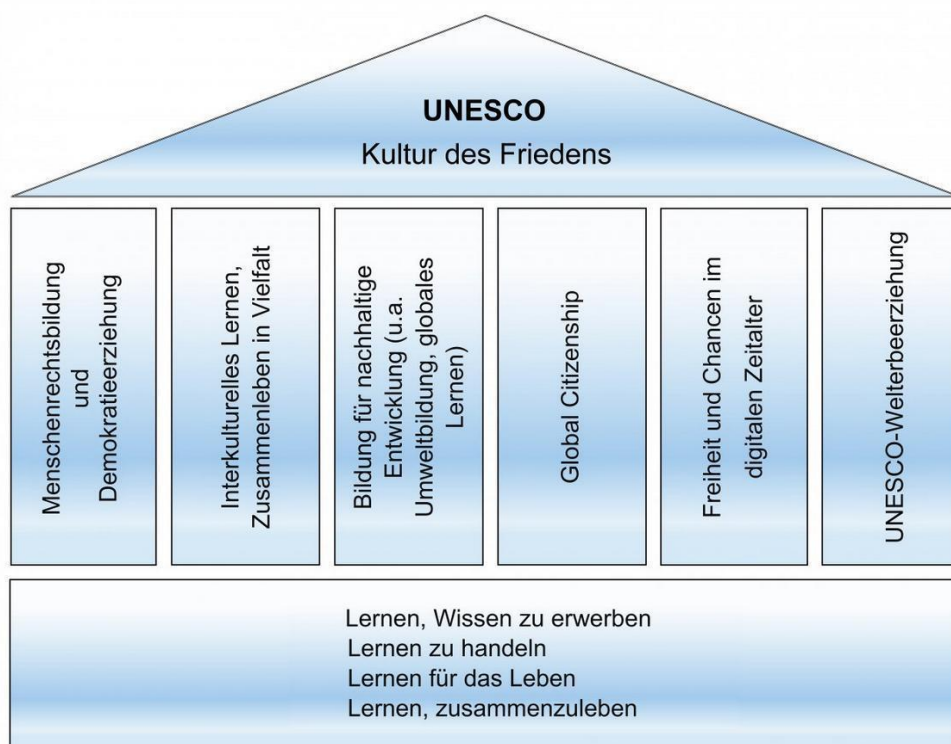 UNESCO
Kultur des Friedens
Menschenrechtsbildung
und
Demokratieerziehung
Interkulturelles Lernen,
Zusammenleben in Vielfalt
Bildung für nachhaltige
Entwicklung (u.a.
Umweltbildung, globales
Lernen)
Global Citizenship
Freiheit und Chancen im
digitalen Zeitalter
UNESCO-Welterbeerziehung
Lernen, Wissen zu erwerben
Lernen zu handeln
Lernen für das Leben
Lernen, zusammenzuleben